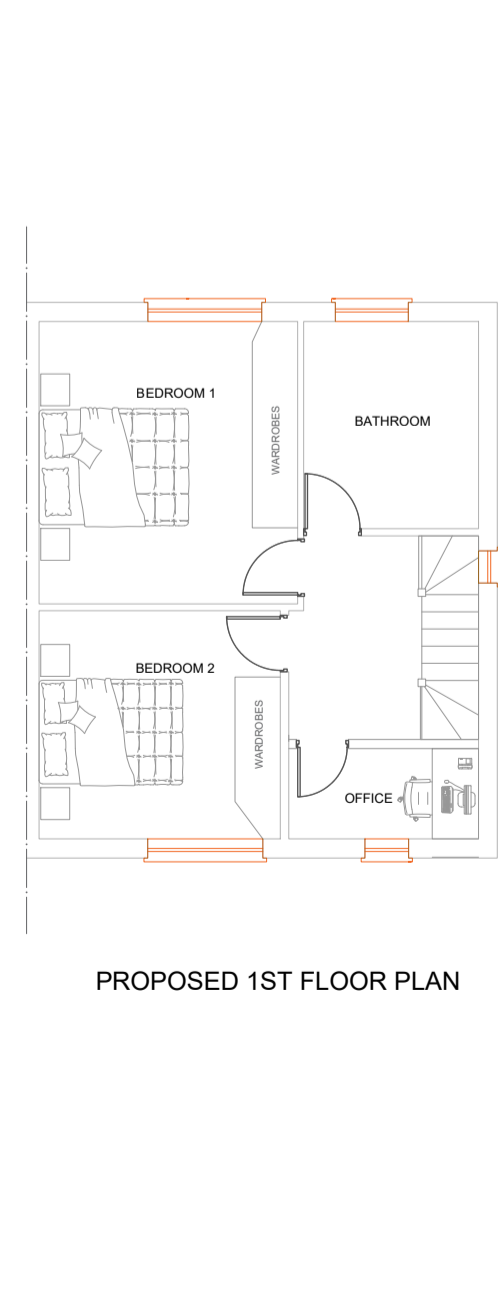 BEDROOM 1
WARDROBES
BATHROOM
BEDROOM 2
WARDROBES
OFFICE
PROPOSED 1ST FLOOR PLAN